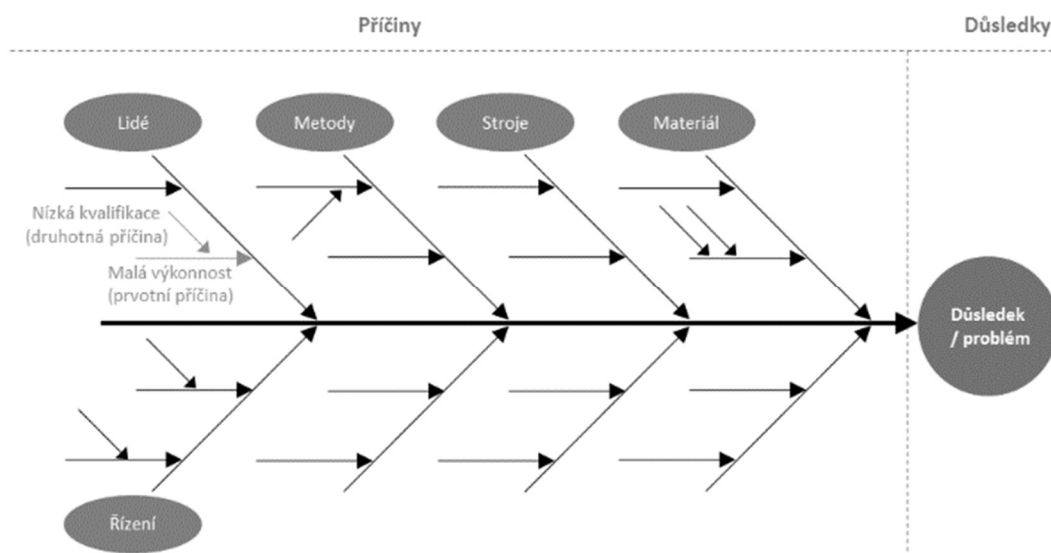 Příčiny
Důsledky
Lidé
Metody
Stroje
Materiál
Nízká kvalifikace
(druhotná příčina)
Malá výkonnost
(prvotní příčina)
Důsledek
/ problém
Řízení